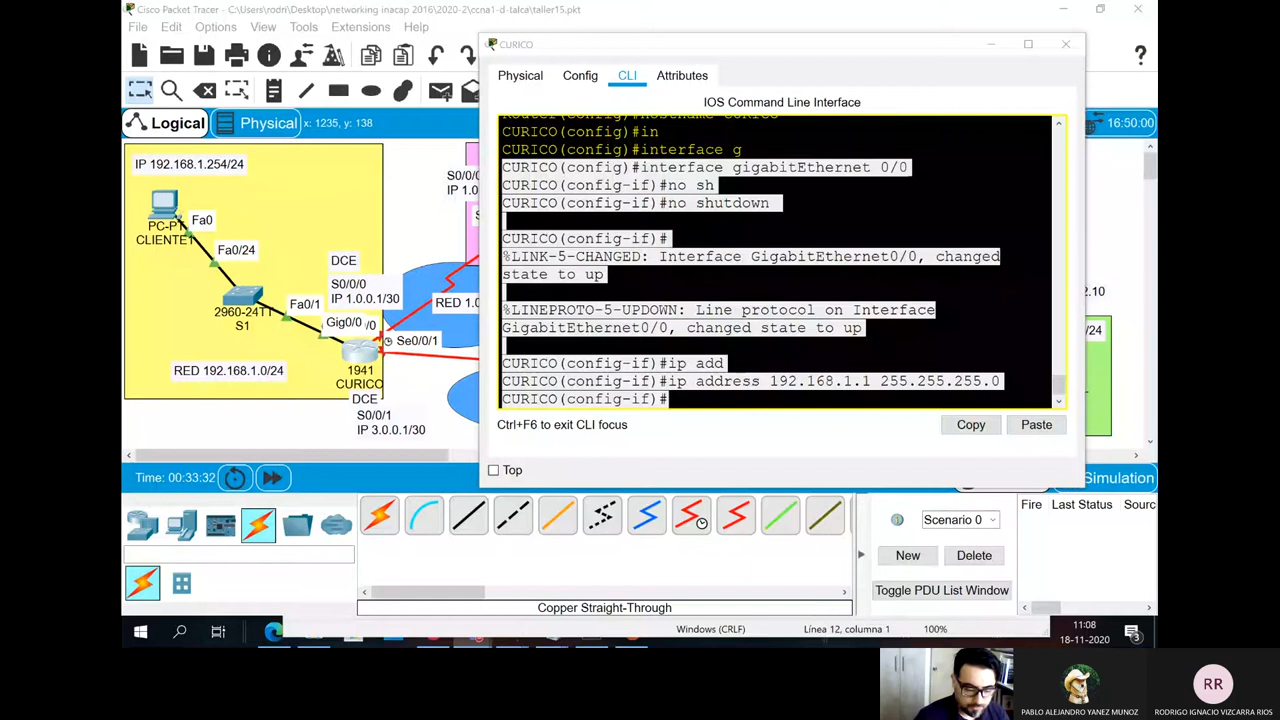 Cisco Packet Tracer - C:\Users\rodri\Desktop\networking inacap 2016\2020-2\ccna1-d-talca\taller15.pkt
File Edit Options View Tools Extensions Help
CURICO
Physical Config CLI Attributes
IOS Command Line Interface
Logical Physical x: 1235, y: 138
16:50:00
IP 192.168.1.254/24
PC-PT
CLIENTE1
Fa0
Fa0/24
2960-24TT
S1
Fa0/1
DCE
S0/0/0
IP 1.0.0.1/30
Gig0/0
/0
Se0/0/1
RED 192.168.1.0/24
1941
CURICO
DCE
S0/0/1
IP 3.0.0.1/30
S0/0/
IP
S
RED 1.0
2.10
/24
Router(config)#hostname CURICO
CURICO(config)#in
CURICO(config)#interface g
CURICO(config)#interface gigabitEthernet 0/0
CURICO(config-if)#no sh
CURICO(config-if)#no shutdown
CURICO(config-if)#
%LINK-5-CHANGED: Interface GigabitEthernet0/0, changed
state to up
%LINEPROTO-5-UPDOWN: Line protocol on Interface
GigabitEthernet0/0, changed state to up
CURICO(config-if)#ip add
CURICO(config-if)#ip address 192.168.1.1 255.255.255.0
CURICO(config-if)#
Ctrl+F6 to exit CLI focus
Copy Paste
Top
Time: 00:33:32
Simulation
Scenario 0
Fire Last Status Sourc
New Delete
Toggle PDU List Window
Copper Straight-Through
Windows (CRLF) Línea 12, columna 1 100%
11:08
18-11-2020
3
RR
PABLO ALEJANDRO YANEZ MUNOZ
RODRIGO IGNACIO VIZCARRA RIOS